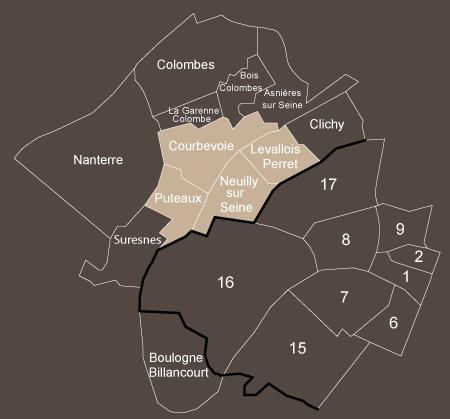 Colombes
Bois
Colombes
Asnières
sur Seine
La Garenne
Colombe
Clichy
Courbevoie
Levallois
Perret
Nanterre
Neuilly
sur
Seine
17
Puteaux
9
Suresnes
8
2
1
16
7
6
15
Boulogne
Billancourt